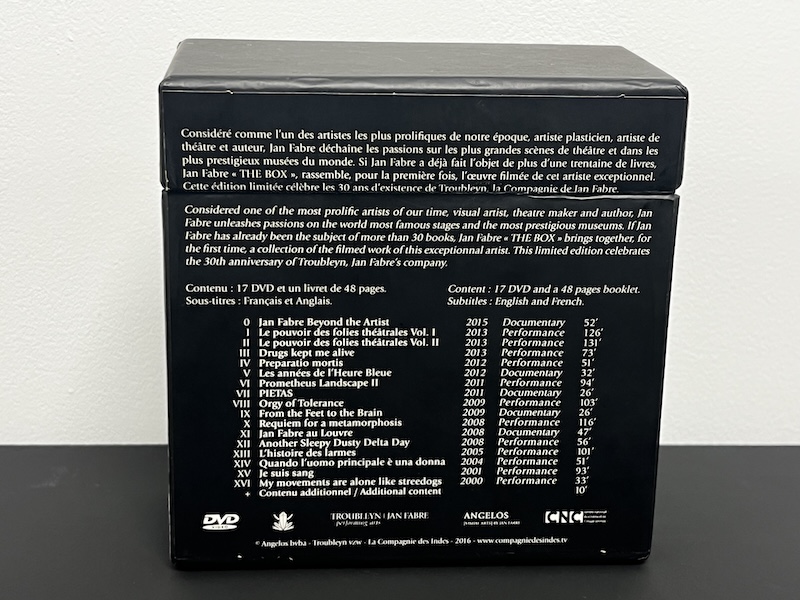 Considéré comme l'un des artistes les plus prolifiques de notre époque, artiste plasticien, artiste de
théâtre et auteur, Jan Fabre déchaîne les passions sur les plus grandes scènes de théâtre et dans les
plus prestigieux musées du monde. Si Jan Fabre a déjà fait l'objet de plus d'une trentaine de livres,
Jan Fabre « THE BOX », rassemble, pour la première fois, l'œuvre filmée de cet artiste exceptionnel.
Cette édition limitée célèbre les 30 ans d'existence de Troubleyn, la Compagnie de Jan Fabre.
Considered one of the most prolific artists of our time, visual artist, theatre maker and author, Jan
Fabre unleashes passions on the world most famous stages and the most prestigious museums. If Jan
Fabre has already been the subject of more than 30 books, Jan Fabre « THE BOX » brings together, for
the first time, a collection of the filmed work of this exceptionnal artist. This limited edition celebrates
the 30th anniversary of Troubleyn, Jan Fabre's company.
Contenu : 17 DVD et un livret de 48 pages. Content : 17 DVD and a 48 pages booklet.
Sous-titres : Français et Anglais. Subtitles : English and French.
0 Jan Fabre Beyond the Artist 2015 Documentary 52'
I Le pouvoir des folies théâtrales Vol. I 2013 Performance 126'
II Le pouvoir des folies théâtrales Vol. II 2013 Performance 131'
III Drugs kept me alive 2013 Performance 73'
IV Preparatio mortis 2012 Performance 51'
V Les années de l'Heure Bleue 2012 Documentary 32'
VI Prometheus Landscape II 2011 Performance 94'
VII PIETAS 2011 Documentary 26'
VIII Orgy of Tolerance 2009 Performance 103'
IX From the Feet to the Brain 2009 Documentary 26'
X Requiem for a metamorphosis 2008 Performance 116'
XI Jan Fabre au Louvre 2008 Documentary 47'
XII Another Sleepy Dusty Delta Day 2008 Performance 56'
XIII L'histoire des larmes 2005 Performance 101'
XIV Quando l'uomo principale è una donna 2004 Performance 51'
XV Je suis sang 2001 Performance 93'
XVI My movements are alone like streedogs 2000 Performance 33'
+ Contenu additionnel / Additional content 10'
DVD VIDEO TROUBLEYN | JAN FABRE ANGELOS CNC
performing arts
© Angelos bvba - Troubleyn vzw - La Compagnie des Indes - 2016 - www.compagniedesindes.tv